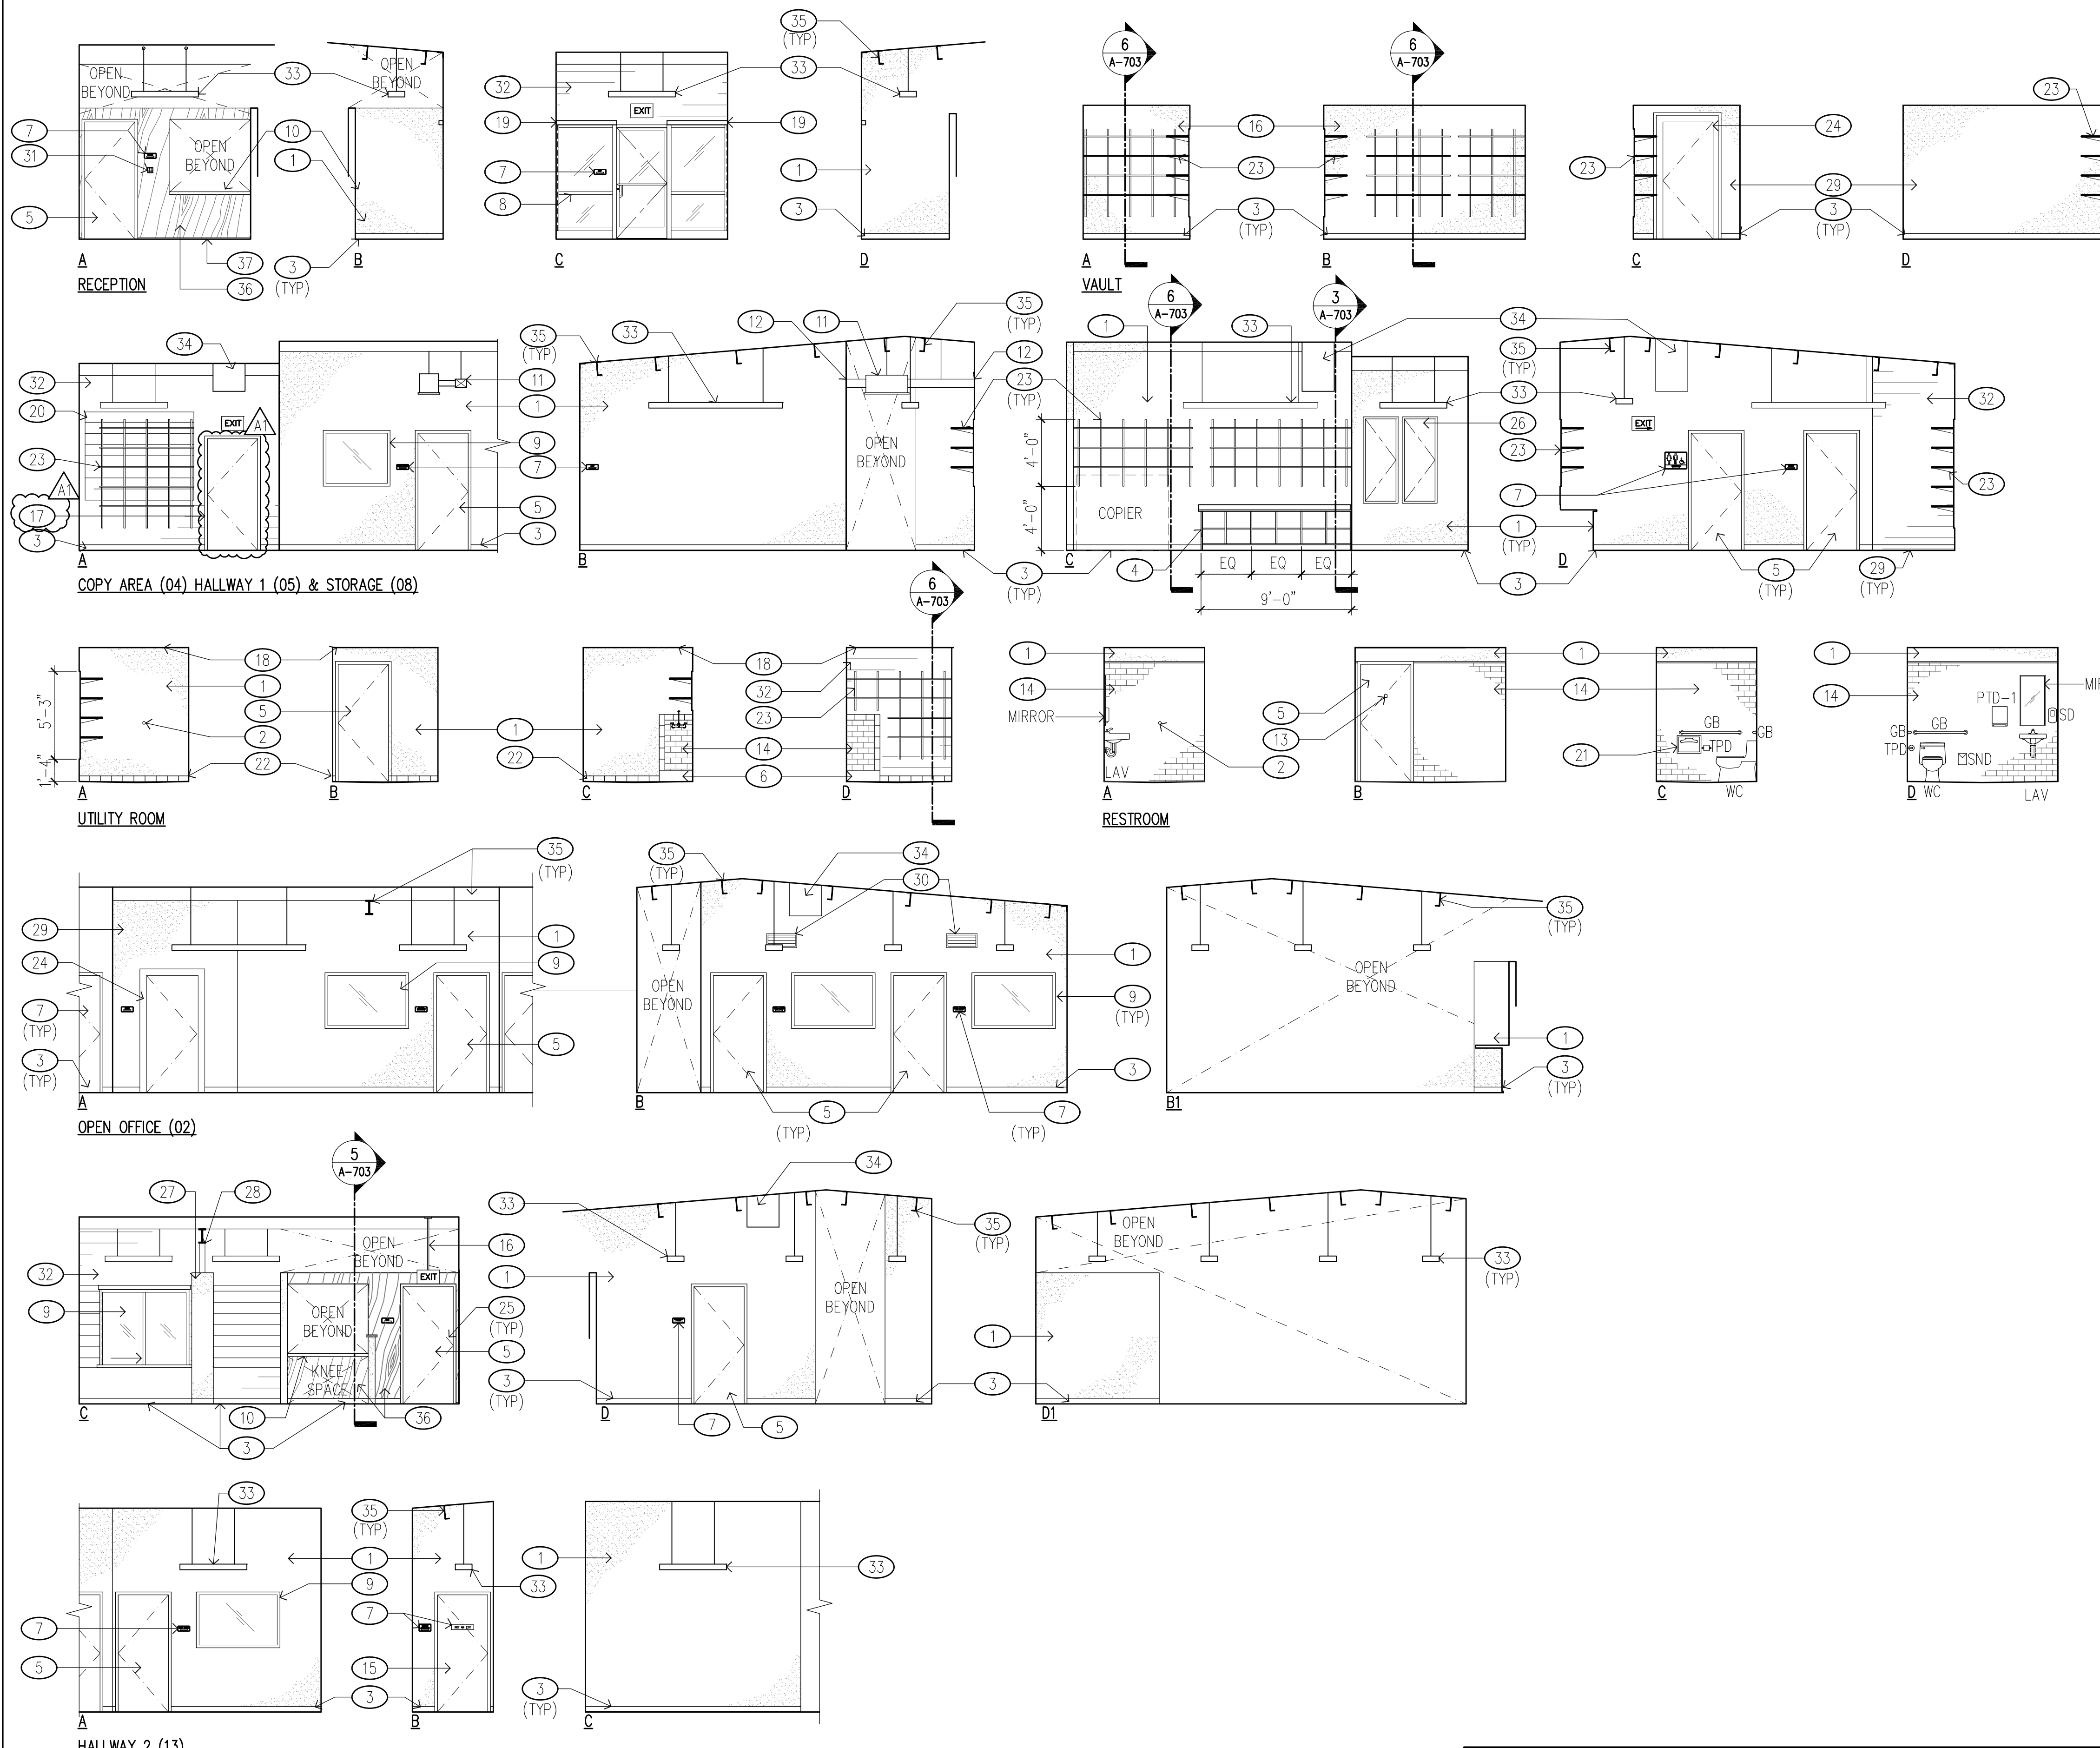 35
(TYP)
OPEN
BEYOND
OPEN
BEYOND
33
32
33
EXIT
7
31
10
1
OPEN
BEYOND
5
19
19
7
8
1
3
A
RECEPTION
37
36
3
(TYP)
B
C
D
6
A-703
6
A-703
16
23
3
(TYP)
A
VAULT
B
23
24
23
29
3
(TYP)
C
D
34
32
20
EXIT
A1
23
A1
17
3
A
COPY AREA (04) HALLWAY 1 (05) & STORAGE (08)
35
(TYP)
11
1
9
7
5
3
33
12
11
35
(TYP)
12
23
(TYP)
OPEN
BEYOND
B
3
(TYP)
6
A-703
3
A-703
1
33
34
4'-0"
4'-0"
COPIER
C
4
EQ
EQ
EQ
9'-0"
35
(TYP)
33
26
23
7
1
(TYP)
3
EXIT
32
23
D
5
(TYP)
29
(TYP)
6
A-703
5'-3"
1'-4"
18
1
5
2
22
A
UTILITY ROOM
B
1
22
18
32
23
14
6
C
D
1
14
MIRROR
LAV
A
RESTROOM
5
13
2
B
1
14
21
GB
GB
TPD
WC
C
1
14
PTD-1
GB
GB
TPD
SND
SD
D
WC
LAV
35
(TYP)
29
24
7
(TYP)
3
(TYP)
1
9
5
A
OPEN OFFICE (02)
35
(TYP)
34
30
OPEN
BEYOND
1
9
(TYP)
3
B
5
(TYP)
7
(TYP)
35
(TYP)
OPEN
BEYOND
1
3
(TYP)
B1
5
A-703
27
28
32
9
OPEN
BEYOND
EXIT
OPEN
BEYOND
KNEE
SPACE
C
10
36
3
16
1
25
(TYP)
5
3
(TYP)
33
34
35
(TYP)
OPEN
BEYOND
D
7
5
3
OPEN
BEYOND
33
(TYP)
1
D1
33
7
5
1
9
7
15
3
A
HALLWAY 2 (13)
35
(TYP)
33
NOT AN EXIT
B
1
33
3
(TYP)
C